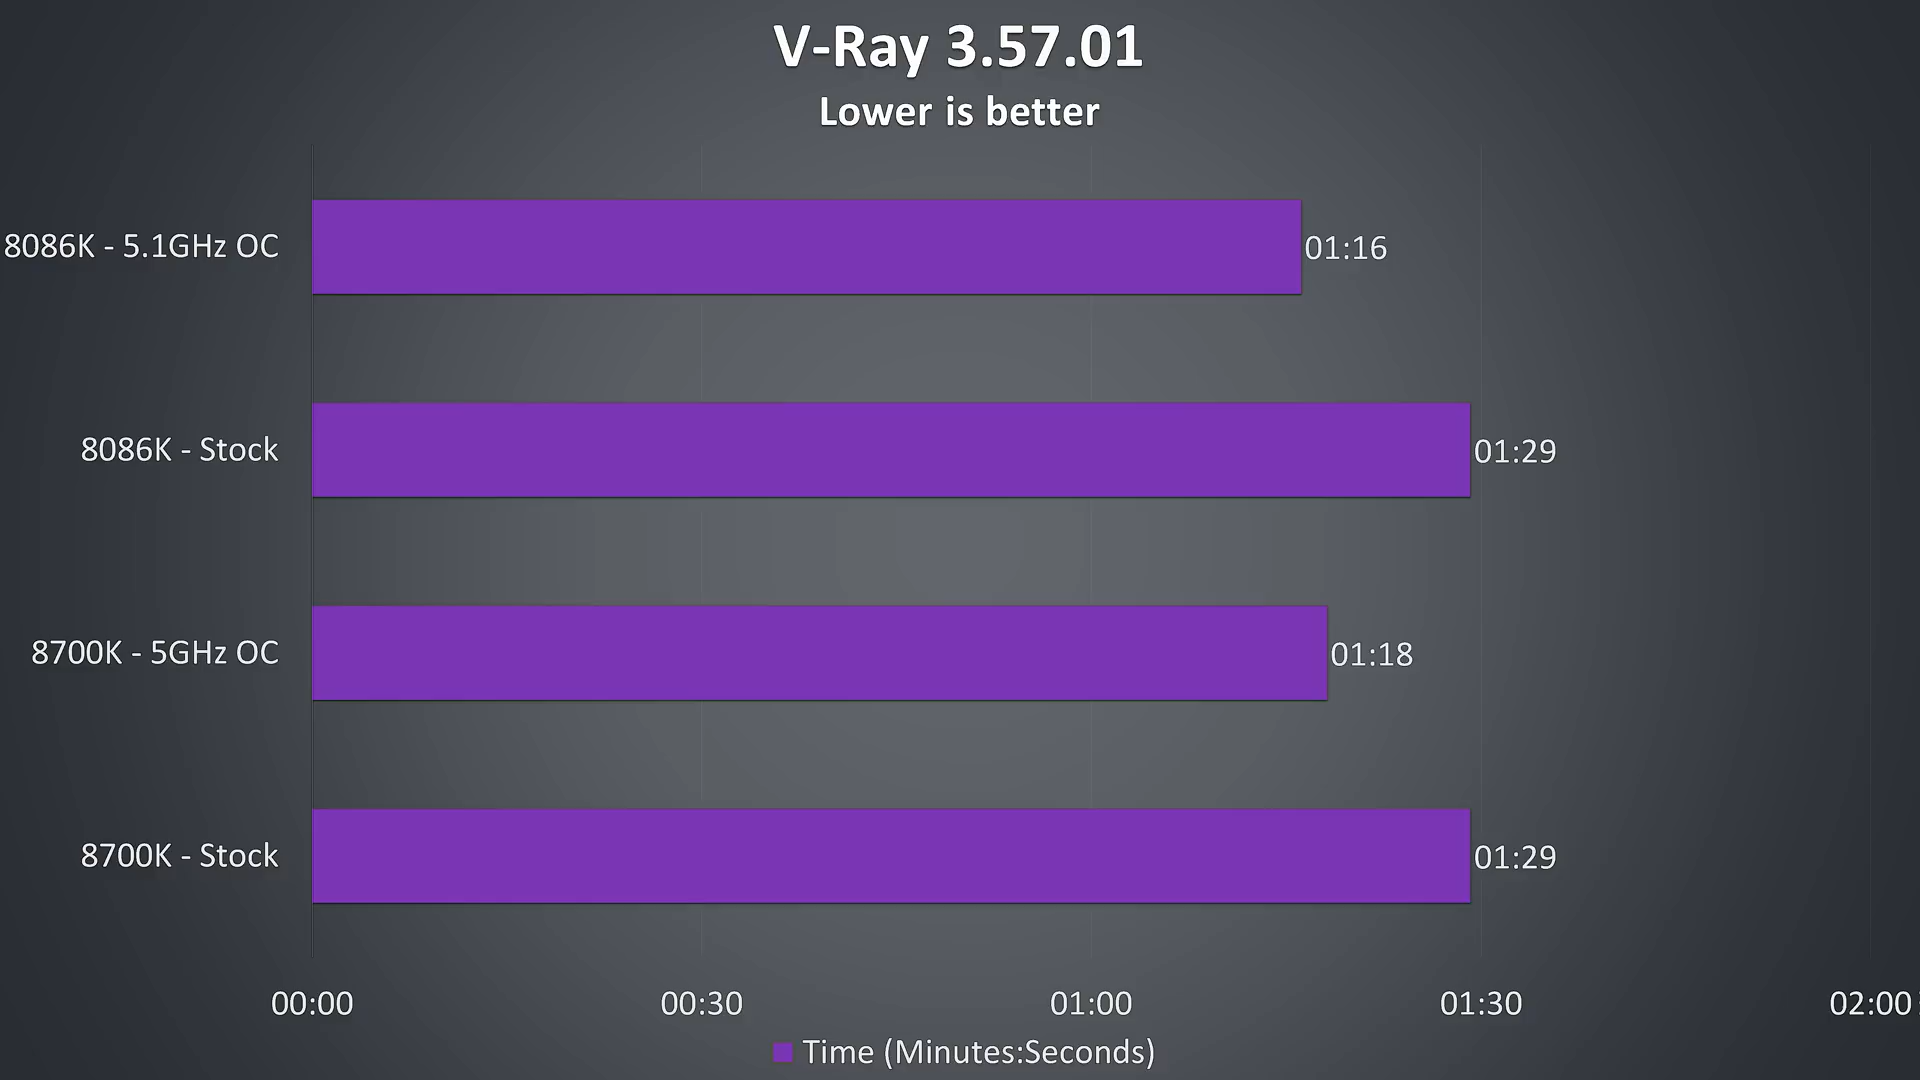 V-Ray 3.57.01
Lower is better
8086K - 5.1GHz OC
01:16
8086K - Stock
01:29
8700K - 5GHz OC
01:18
8700K - Stock
01:29
00:00
00:30
01:00
01:30
02:00
Time (Minutes:Seconds)